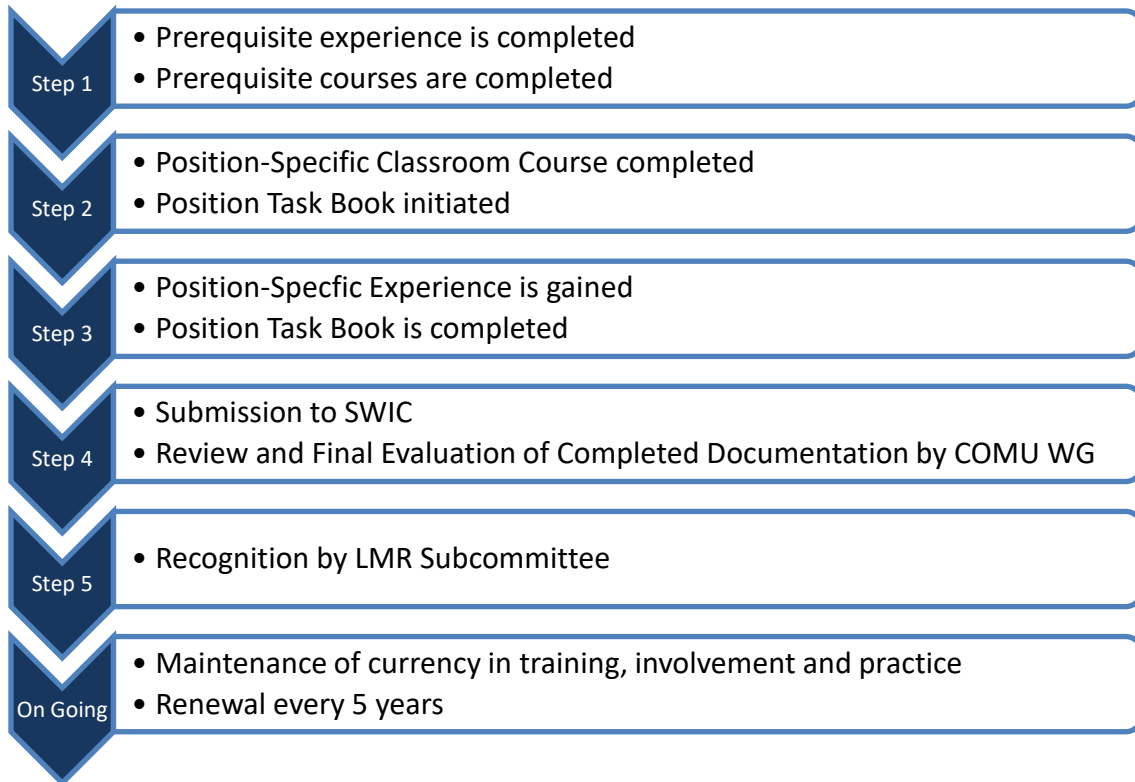 Step 1
• Prerequisite experience is completed
• Prerequisite courses are completed
Step 2
• Position-Specific Classroom Course completed
• Position Task Book initiated
Step 3
• Position-Specfic Experience is gained
• Position Task Book is completed
Step 4
• Submission to SWIC
• Review and Final Evaluation of Completed Documentation by COMU WG
Step 5
• Recognition by LMR Subcommittee
On Going
• Maintenance of currency in training, involvement and practice
• Renewal every 5 years